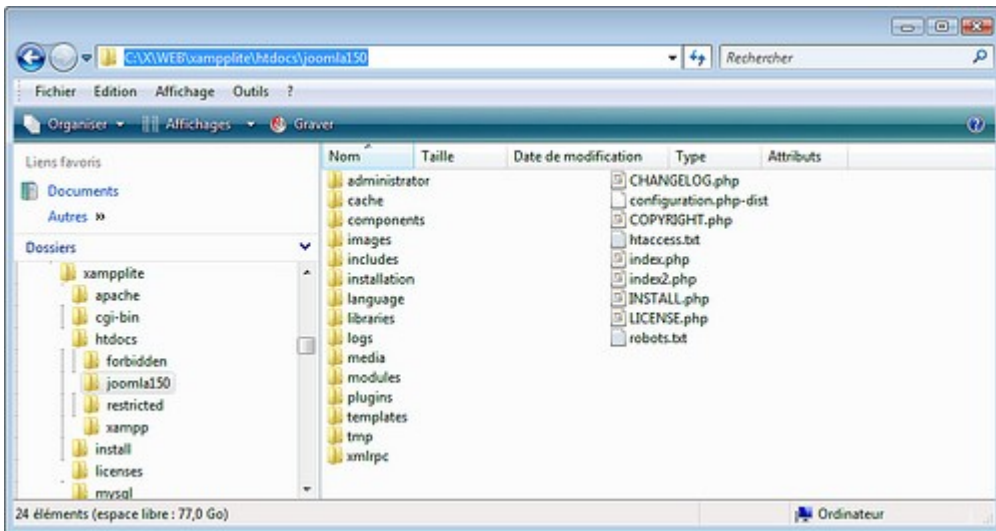 C:\X\WEB\xampplite\htdocs\joomla150
Rechercher
Fichier Edition Affichage Outils ?
Organiser Affichages Graver
Liens favoris
Documents
Autres »
Dossiers
xampplite
apache
cgi-bin
htdocs
forbidden
joomla150
restricted
xampp
install
licenses
mysql
Nom Taille Date de modification Type Attributs
administrator
cache
components
images
includes
installation
language
libraries
logs
media
modules
plugins
templates
tmp
xmlrpc
CHANGELOG.php
configuration.php-dist
COPYRIGHT.php
htaccess.txt
index.php
index2.php
INSTALL.php
LICENSE.php
robots.txt
24 éléments (espace libre : 77,0 Go)
Ordinateur